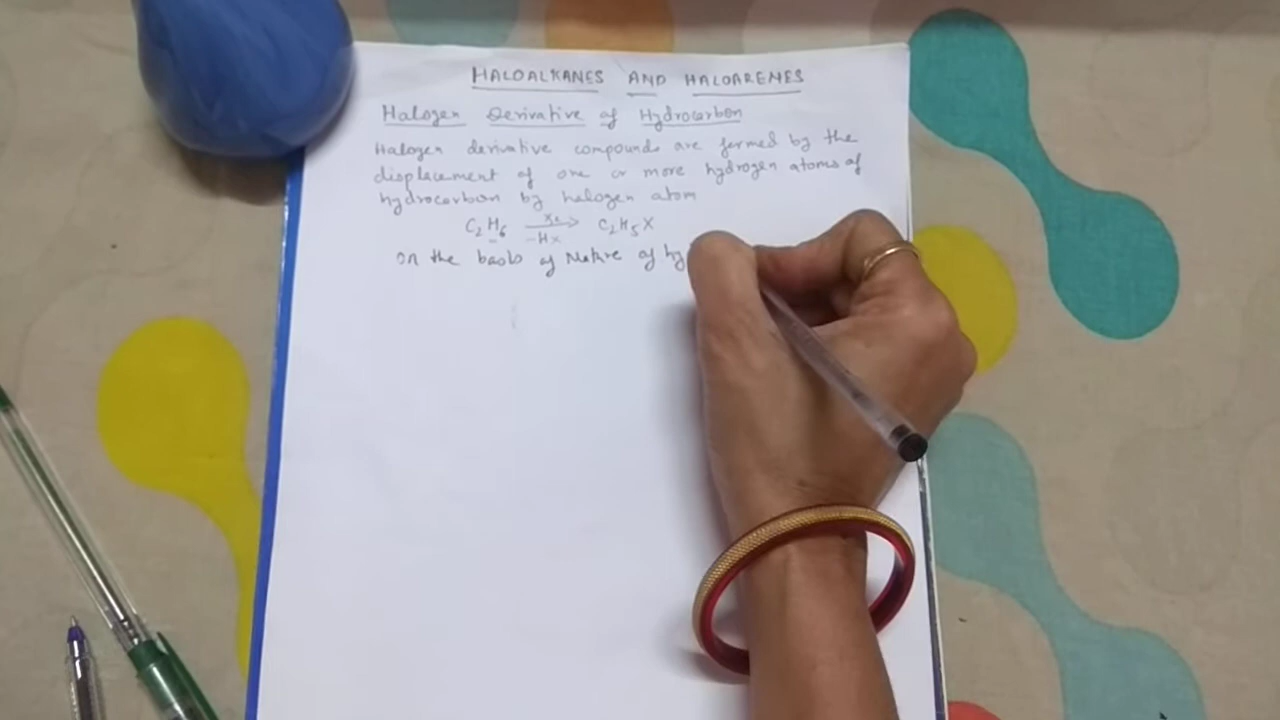 HALOALKANES AND HALOARENES
Halogen Derivative of Hydrocarbon
Halogen derivative compounds are formed by the
displacement of one or more hydrogen atoms of
hydrocarbon by halogen atom
C₂H₆ X₂ → -HX C₂H₅X
on the basis of Nature of hy